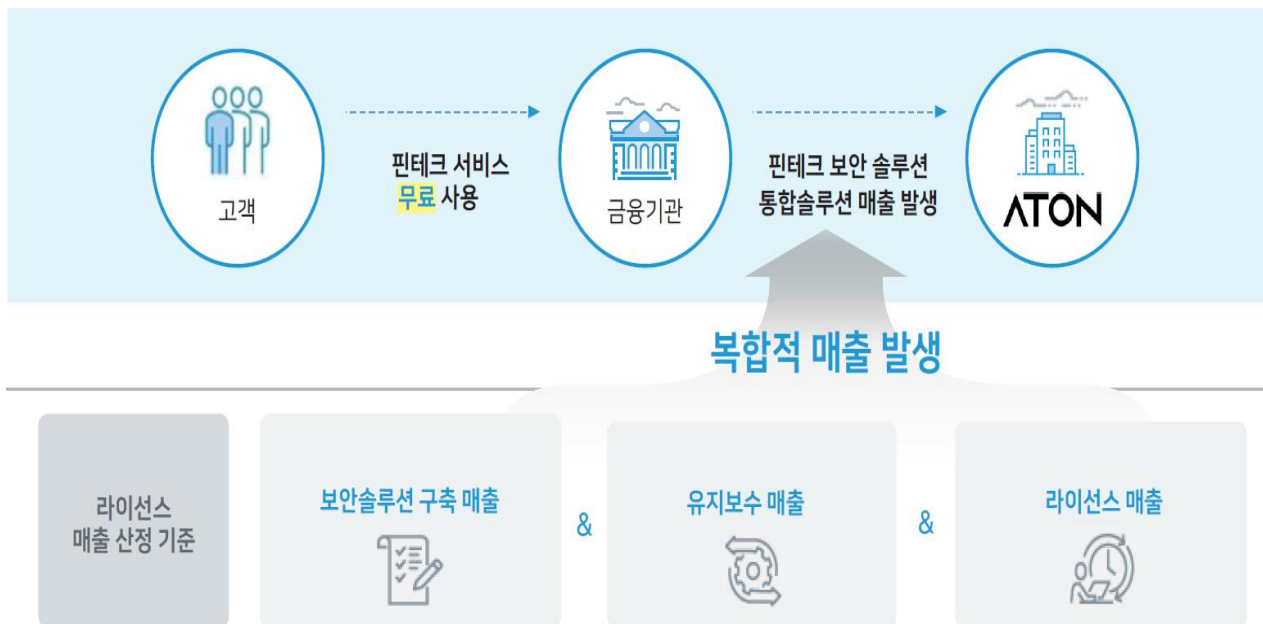 고객
핀테크 서비스
무료 사용
금융기관
핀테크 보안 솔루션
통합솔루션 매출 발생
ATON
복합적 매출 발생
라이선스
매출 산정 기준
보안솔루션 구축 매출
&
유지보수 매출
&
라이선스 매출